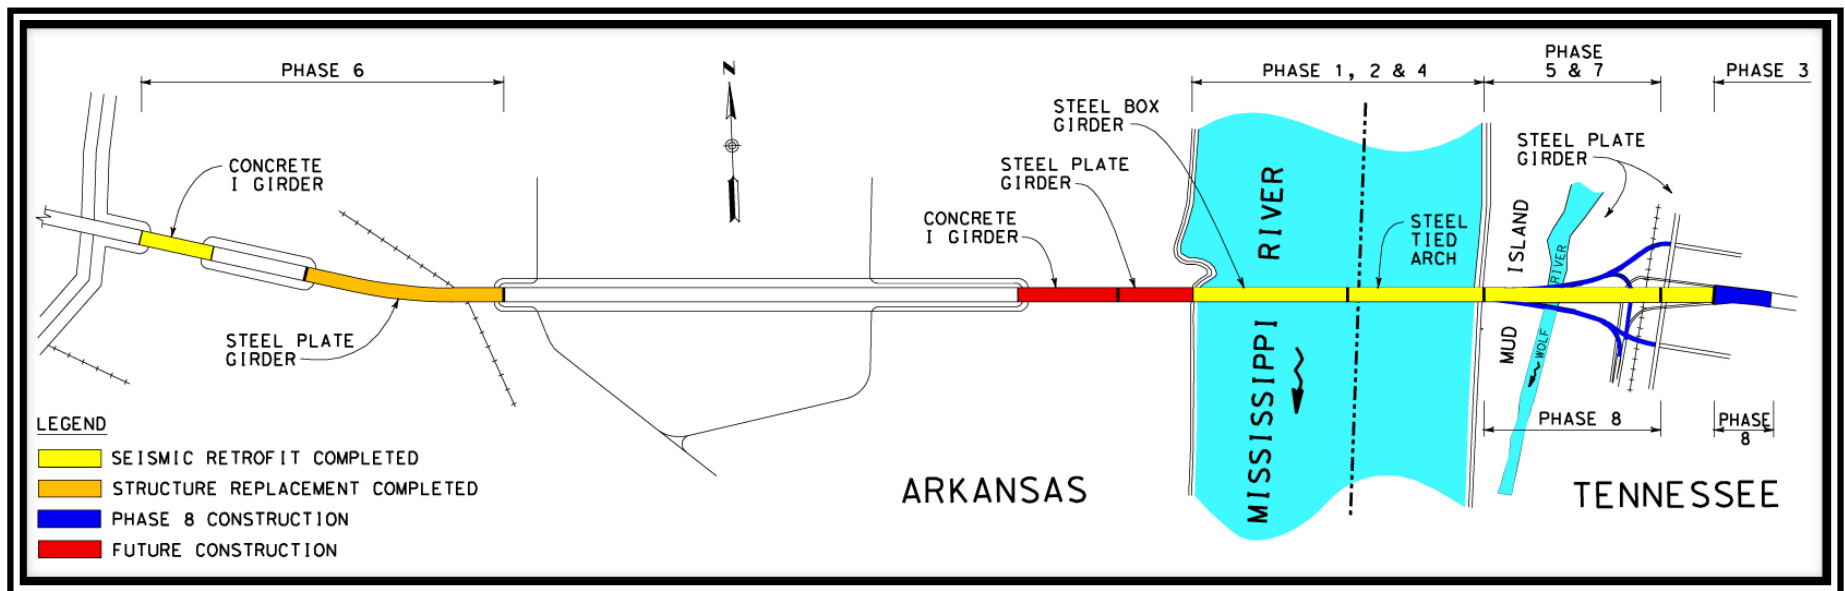 PHASE 6
N
PHASE 1, 2 & 4
PHASE
5 & 7
PHASE 3
CONCRETE
I GIRDER
STEEL PLATE
GIRDER
CONCRETE
I GIRDER
STEEL PLATE
GIRDER
STEEL BOX
GIRDER
MISSISSIPPI RIVER
STEEL
TIED
ARCH
MUD ISLAND
WOLF RIVER
STEEL PLATE
GIRDER
PHASE 8
PHASE
8
ARKANSAS
TENNESSEE
LEGEND
SEISMIC RETROFIT COMPLETED
STRUCTURE REPLACEMENT COMPLETED
PHASE 8 CONSTRUCTION
FUTURE CONSTRUCTION